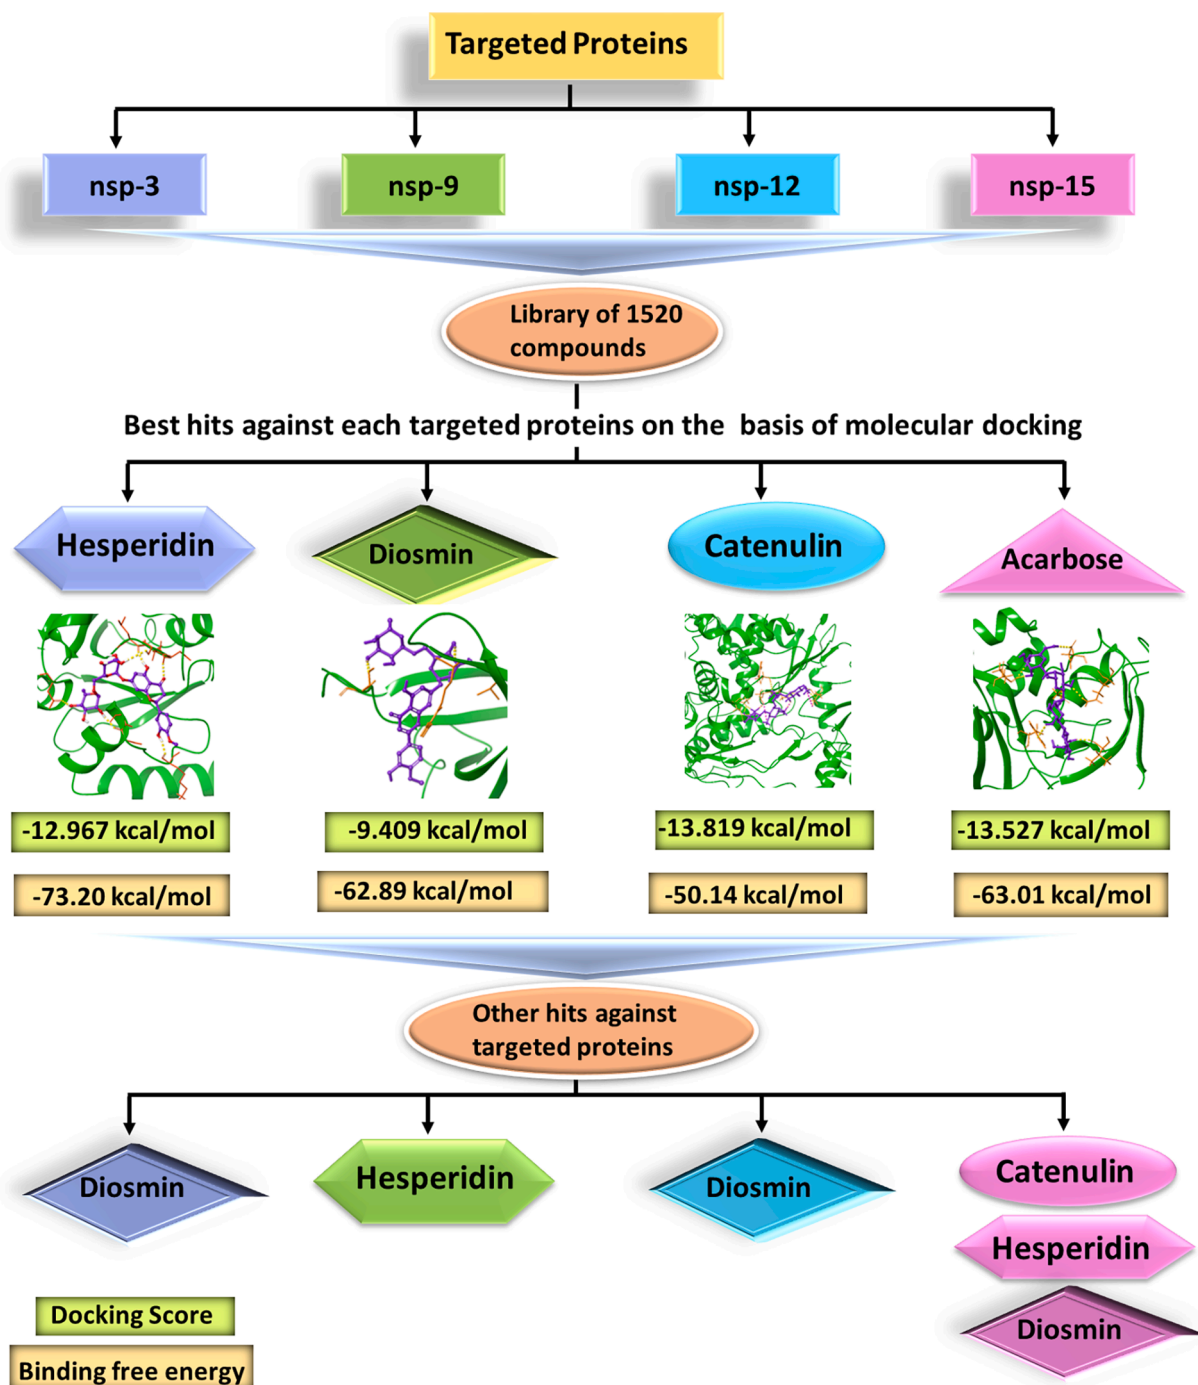 Targeted Proteins
nsp-3
nsp-9
nsp-12
nsp-15
Library of 1520
compounds
Best hits against each targeted proteins on the basis of molecular docking
Hesperidin
Diosmin
Catenulin
Acarbose
-12.967 kcal/mol
-9.409 kcal/mol
-13.819 kcal/mol
-13.527 kcal/mol
-73.20 kcal/mol
-62.89 kcal/mol
-50.14 kcal/mol
-63.01 kcal/mol
Other hits against
targeted proteins
Diosmin
Hesperidin
Diosmin
Catenulin
Hesperidin
Diosmin
Docking Score
Binding free energy